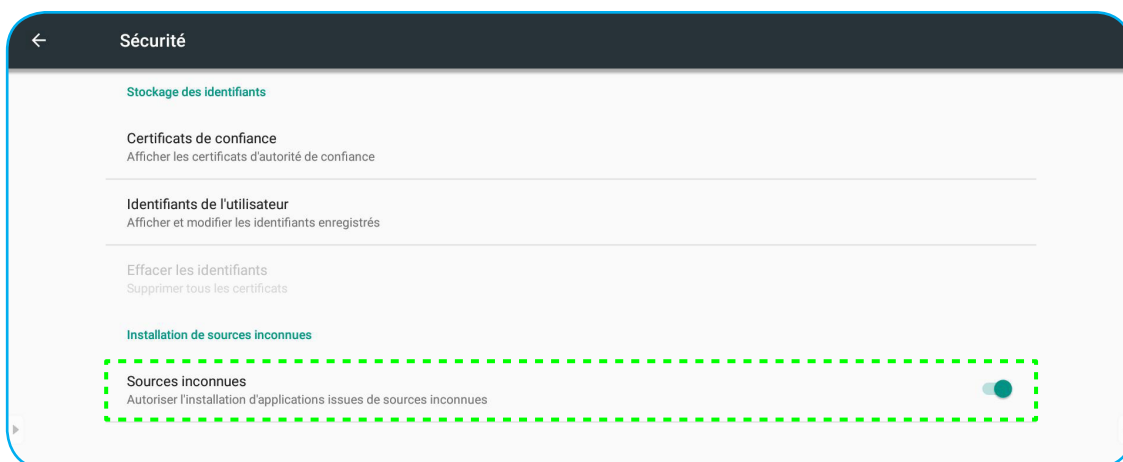 Sécurité
Stockage des identifiants
Certificats de confiance
Afficher les certificats d'autorité de confiance
Identifiants de l'utilisateur
Afficher et modifier les identifiants enregistrés
Effacer les identifiants
Supprimer tous les certificats
Installation de sources inconnues
Sources inconnues
Autoriser l'installation d'applications issues de sources inconnues